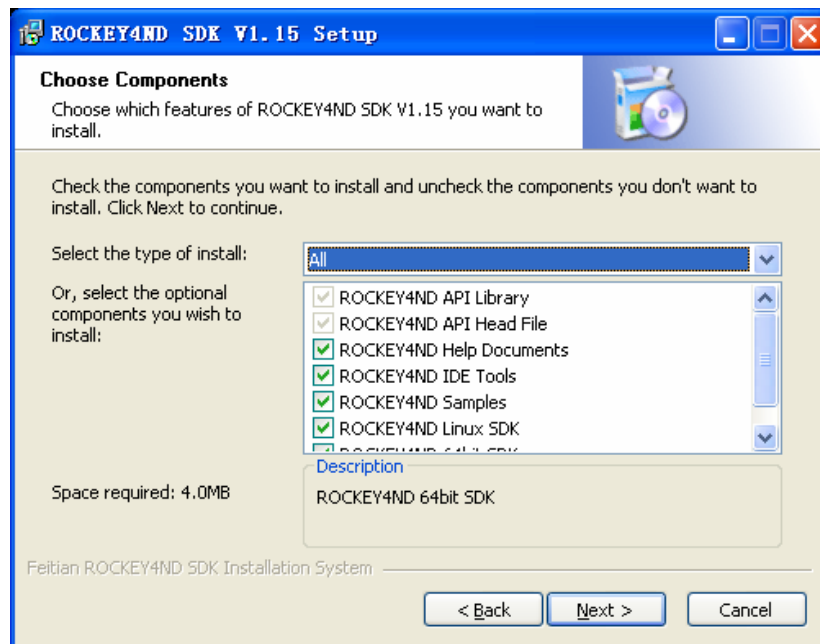 ROCKEY4ND SDK V1.15 Setup
Choose Components
Choose which features of ROCKEY4ND SDK V1.15 you want to
install.
Check the components you want to install and uncheck the components you don't want to
install. Click Next to continue.
Select the type of install:
All
Or, select the optional
components you wish to
install:
ROCKEY4ND API Library
ROCKEY4ND API Head File
ROCKEY4ND Help Documents
ROCKEY4ND IDE Tools
ROCKEY4ND Samples
ROCKEY4ND Linux SDK
ROCKEY4ND 64bit SDK
Space required: 4.0MB
Description
ROCKEY4ND 64bit SDK
Feitian ROCKEY4ND SDK Installation System
< Back
Next >
Cancel